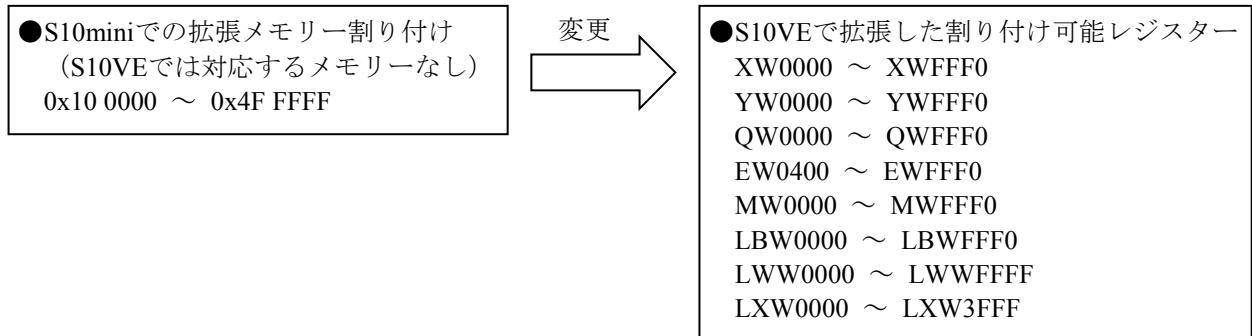 ●S10miniでの拡張メモリー割り付け
（S10VEでは対応するメモリーなし）
0x10 0000 ～ 0x4F FFFF
変更
●S10VEで拡張した割り付け可能レジスター
XW0000 ～ XWFFF0
YW0000 ～ YWFFF0
QW0000 ～ QWFFF0
EW0400 ～ EWFFF0
MW0000 ～ MWFFF0
LBW0000 ～ LBWFFF0
LWW0000 ～ LWWFFFF
LXW0000 ～ LXW3FFF